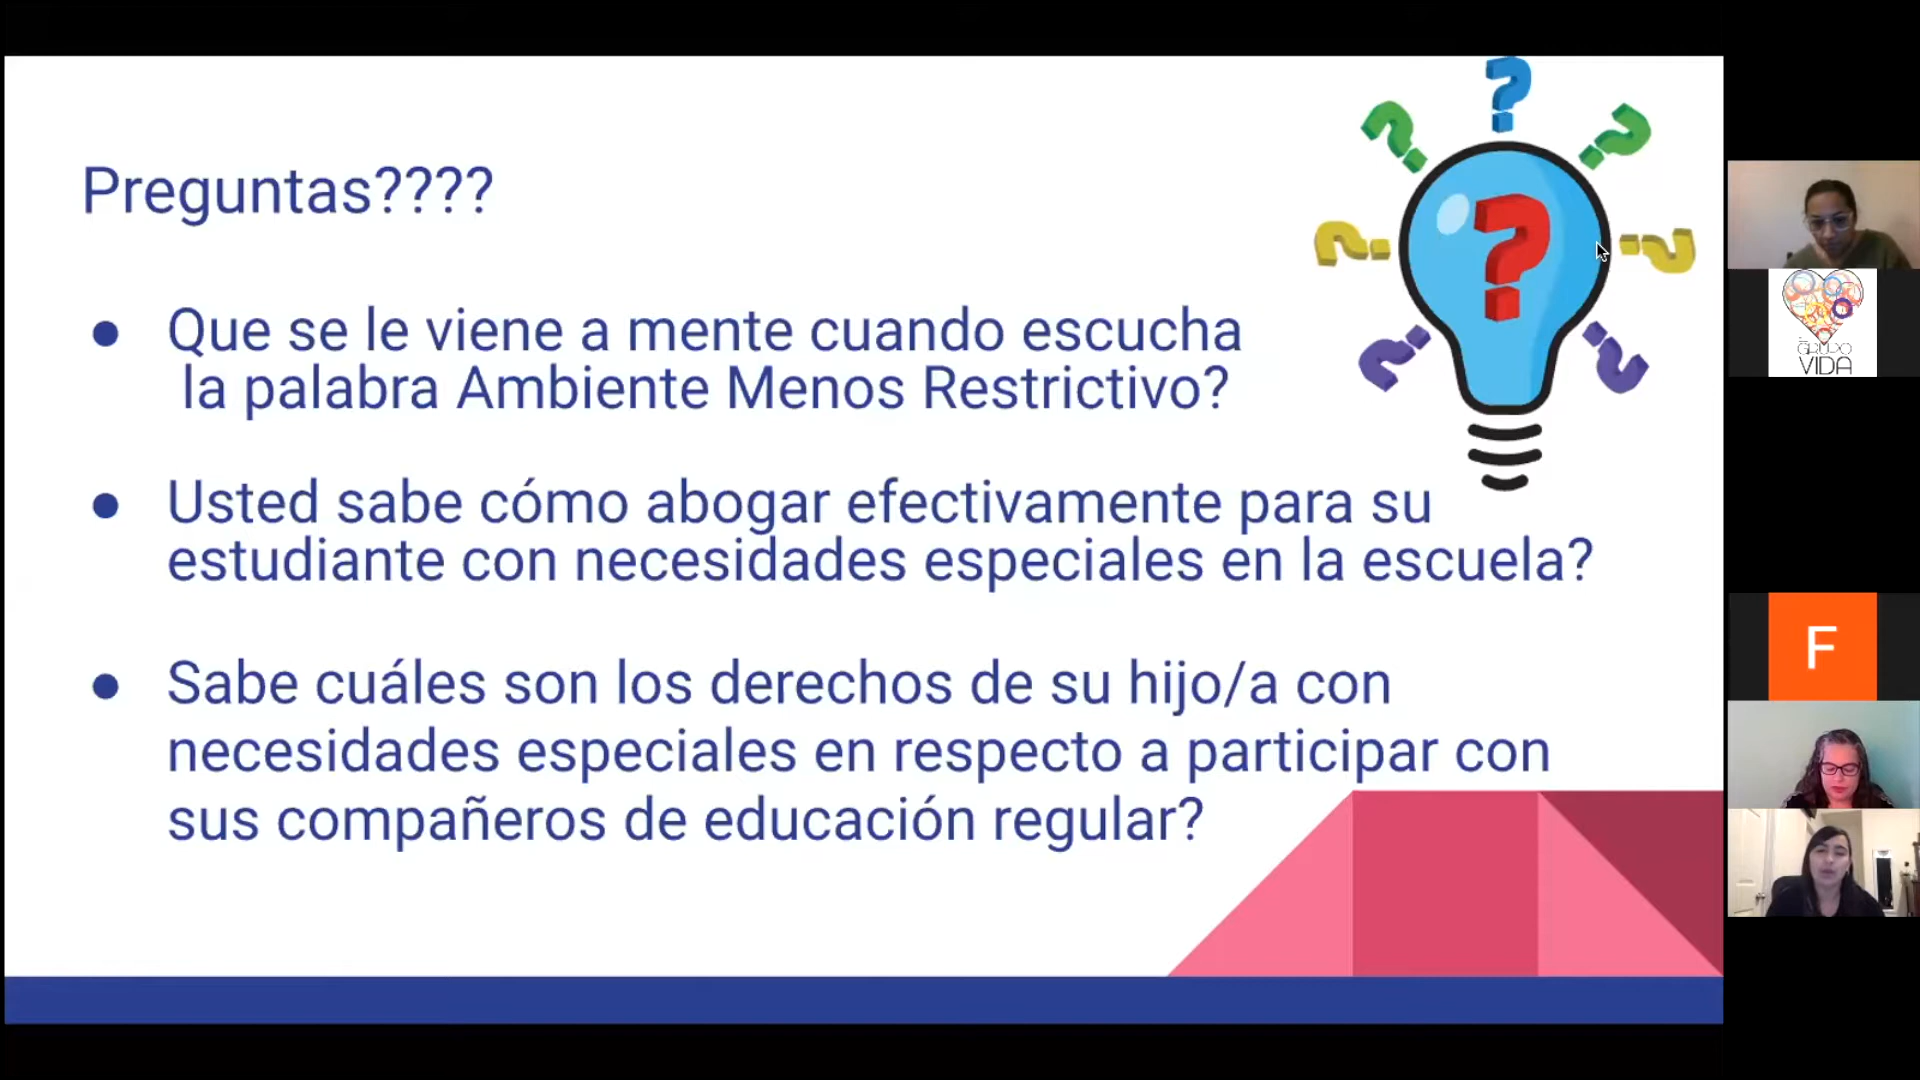 Preguntas????
Que se le viene a mente cuando escucha
la palabra Ambiente Menos Restrictivo?
Usted sabe cómo abogar efectivamente para su
estudiante con necesidades especiales en la escuela?
Sabe cuáles son los derechos de su hijo/a con
necesidades especiales en respecto a participar con
sus compañeros de educación regular?
?
?
?
?
?
?
?
?
GRUPO
VIDA
F